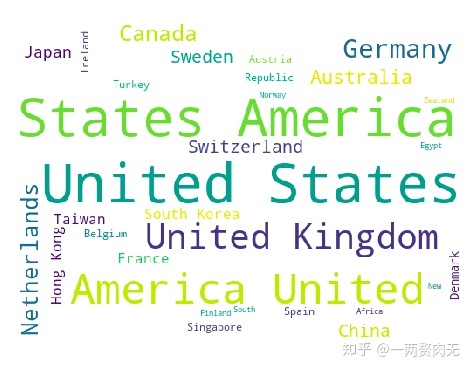 Canada
Japan
Ireland
Sweden
Austria
Germany
Turkey
Republic
Australia
Norway
Zealand
States America
Egypt
Switzerland
United States
Netherlands
Taiwan
South Korea
Hong Kong
Belgium
United Kingdom
France
Denmark
America United
New
Finland
South
Spain
Africa
Singapore
China
知乎 @一两赘肉无